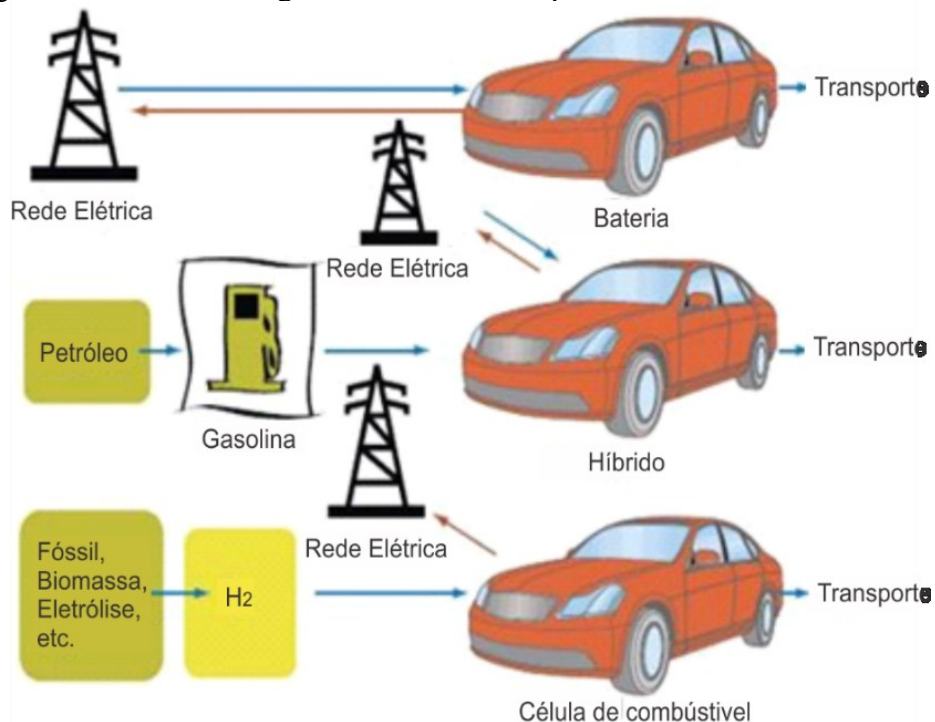 Transporte
Rede Elétrica
Bateria
Rede Elétrica
Petróleo
Transporte
Gasolina
Híbrido
Rede Elétrica
Fóssil,
Biomassa,
Eletrólise,
etc.
H2
Transporte
Célula de combústivel